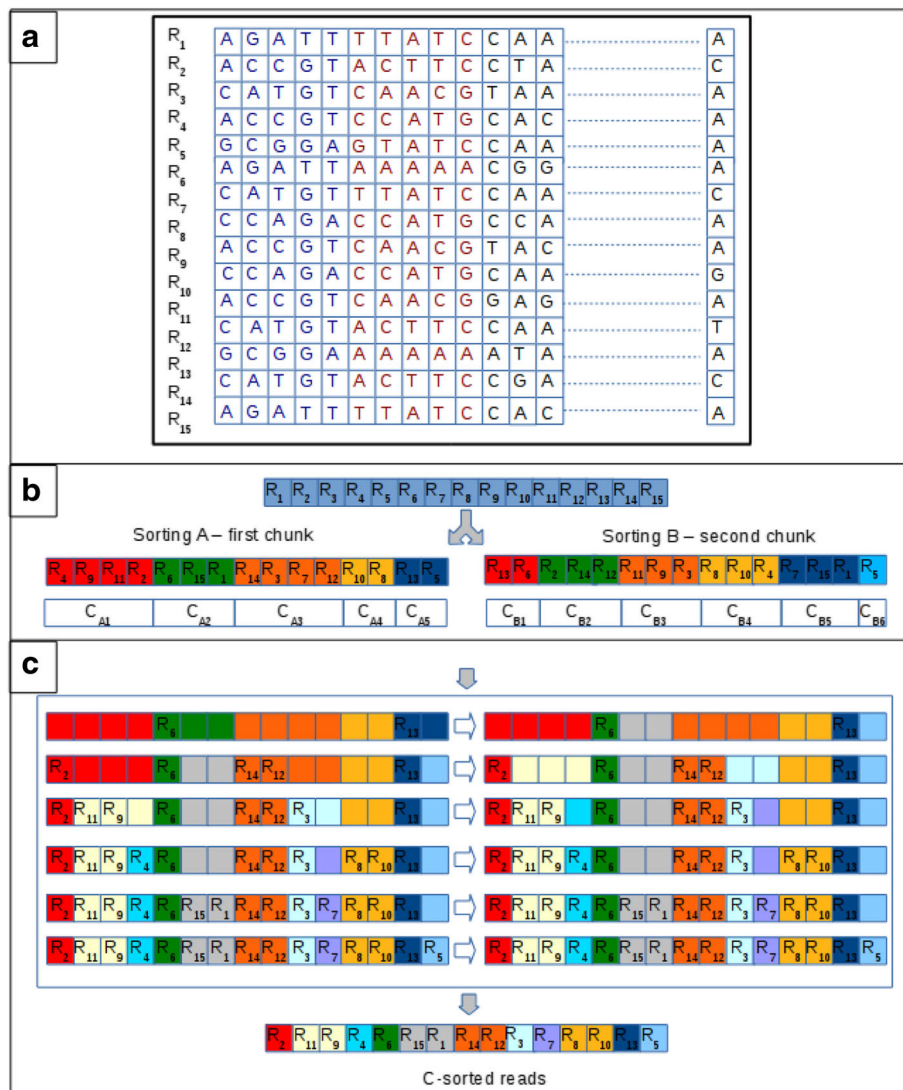 a
R1 A G A T T T T A T C C A A A
R2 A C C G T A C T T C C T A C
R3 C A T G T C A A C G T A A A
R4 A C C G T C C A T G C A C A
R5 G C G G A G T A T C C A A A
R6 A G A T T A A A A A C G G A
R7 C A T G T T T A T C C A A C
R8 C C A G A C C A T G C C A A
R9 A C C G T C A A C G T A C A
R10 C C A G A C C A T G C A A G
R11 A C C G T C A A C G G A G A
R12 C A T G T A C T T C C A A T
R13 G C G G A A A A A A A T A A
R14 C A T G T A C T T C C G A C
R15 A G A T T T T A T C C A C A
b
R1 R2 R3 R4 R5 R6 R7 R8 R9 R10 R11 R12 R13 R14 R15
Sorting A – first chunk
Sorting B – second chunk
R4 R9 R11 R2 R6 R15 R1 R14 R3 R7 R12 R10 R8 R13 R5
R13 R6 R2 R14 R12 R11 R9 R3 R8 R10 R4 R7 R15 R1 R5
CA1 CA2 CA3 CA4 CA5
CB1 CB2 CB3 CB4 CB5 CB6
c
R6 R13
R6 R13
R2 R6 R14 R12 R13
R2 R6 R14 R12 R13
R2 R11 R9 R6 R14 R12 R3 R13
R2 R11 R9 R6 R14 R12 R3 R13
R2 R11 R9 R4 R6 R14 R12 R3 R8 R10 R13
R2 R11 R9 R4 R6 R14 R12 R3 R8 R10 R13
R2 R11 R9 R4 R6 R15 R1 R14 R12 R3 R7 R8 R10 R13
R2 R11 R9 R4 R6 R15 R1 R14 R12 R3 R7 R8 R10 R13
R2 R11 R9 R4 R6 R15 R1 R14 R12 R3 R7 R8 R10 R13 R5
R2 R11 R9 R4 R6 R15 R1 R14 R12 R3 R7 R8 R10 R13 R5
R2 R11 R9 R4 R6 R15 R1 R14 R12 R3 R7 R8 R10 R13 R5
C-sorted reads